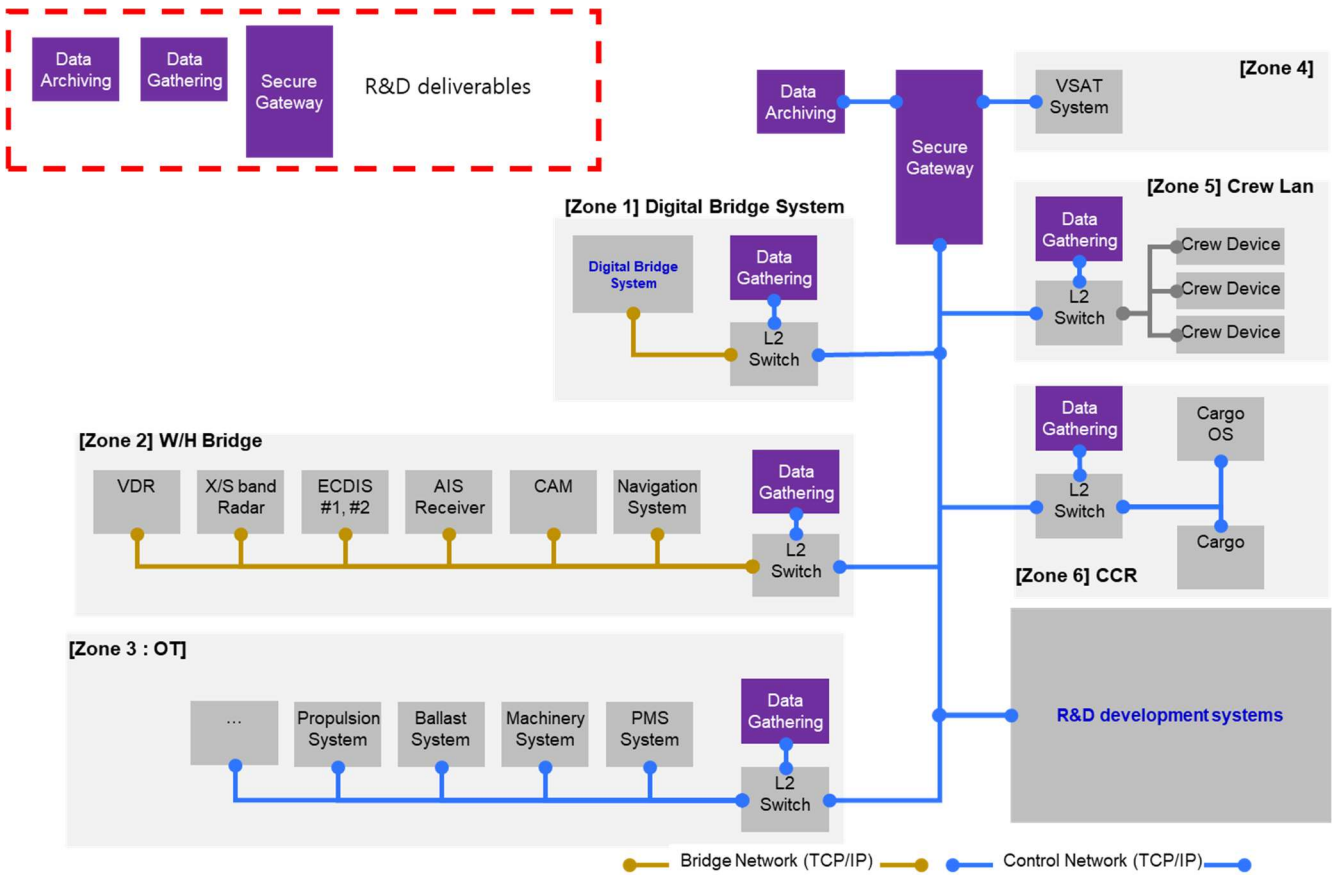 Data
Archiving
Data
Gathering
Secure
Gateway
R&D deliverables
Data
Archiving
Secure
Gateway
[Zone 4]
VSAT
System
[Zone 5] Crew Lan
Data
Gathering
L2
Switch
Crew Device
Crew Device
Crew Device
[Zone 1] Digital Bridge System
Digital Bridge
System
Data
Gathering
L2
Switch
Data
Gathering
L2
Switch
Cargo
OS
Cargo
[Zone 6] CCR
[Zone 2] W/H Bridge
VDR
X/S band
Radar
ECDIS
#1, #2
AIS
Receiver
CAM
Navigation
System
Data
Gathering
L2
Switch
[Zone 3 : OT]
...
Propulsion
System
Ballast
System
Machinery
System
PMS
System
Data
Gathering
L2
Switch
R&D development systems
Bridge Network (TCP/IP)
Control Network (TCP/IP)